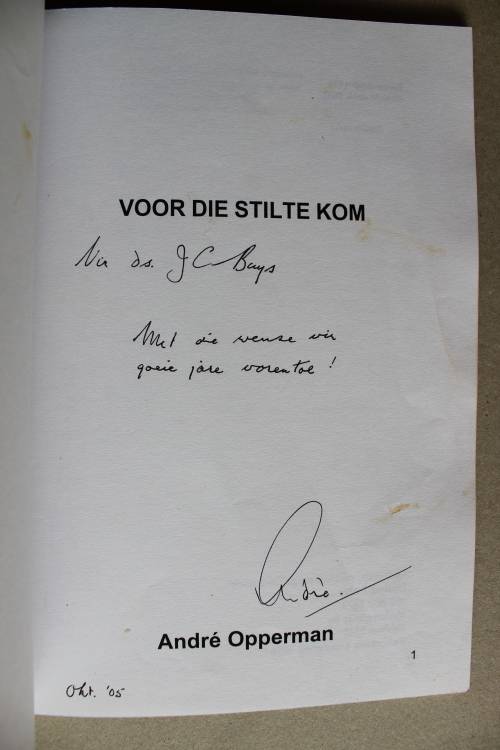 VOOR DIE STILTE KOM
Vir ds. J C Buys
Met die wense vir
goeie jare vorentoe!
André.
André Opperman
1
Okt. '05